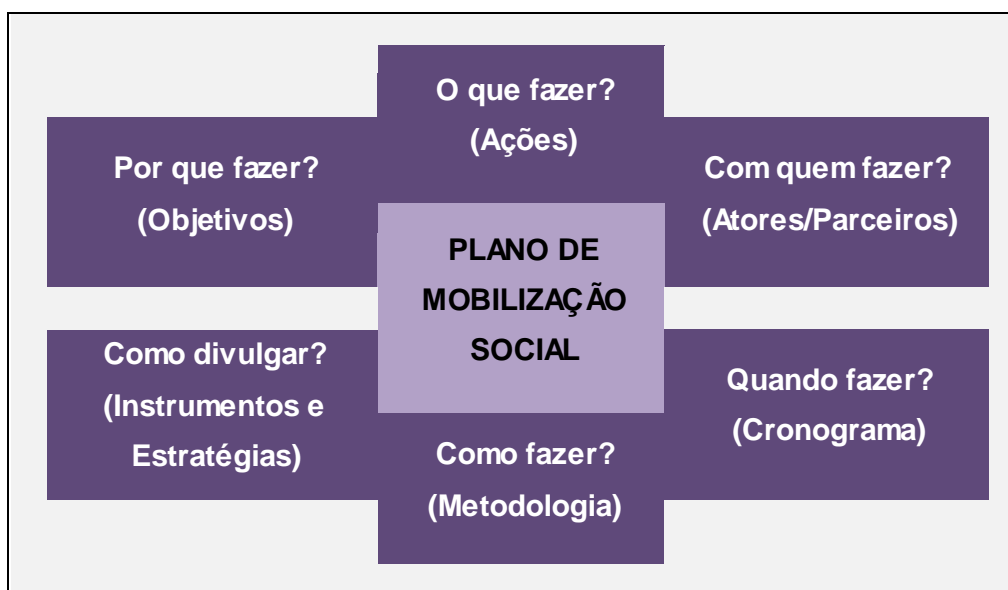 O que fazer?
(Ações)
Por que fazer?
(Objetivos)
Com quem fazer?
(Atores/Parceiros)
PLANO DE
MOBILIZAÇÃO
SOCIAL
Como divulgar?
(Instrumentos e
Estratégias)
Quando fazer?
(Cronograma)
Como fazer?
(Metodologia)